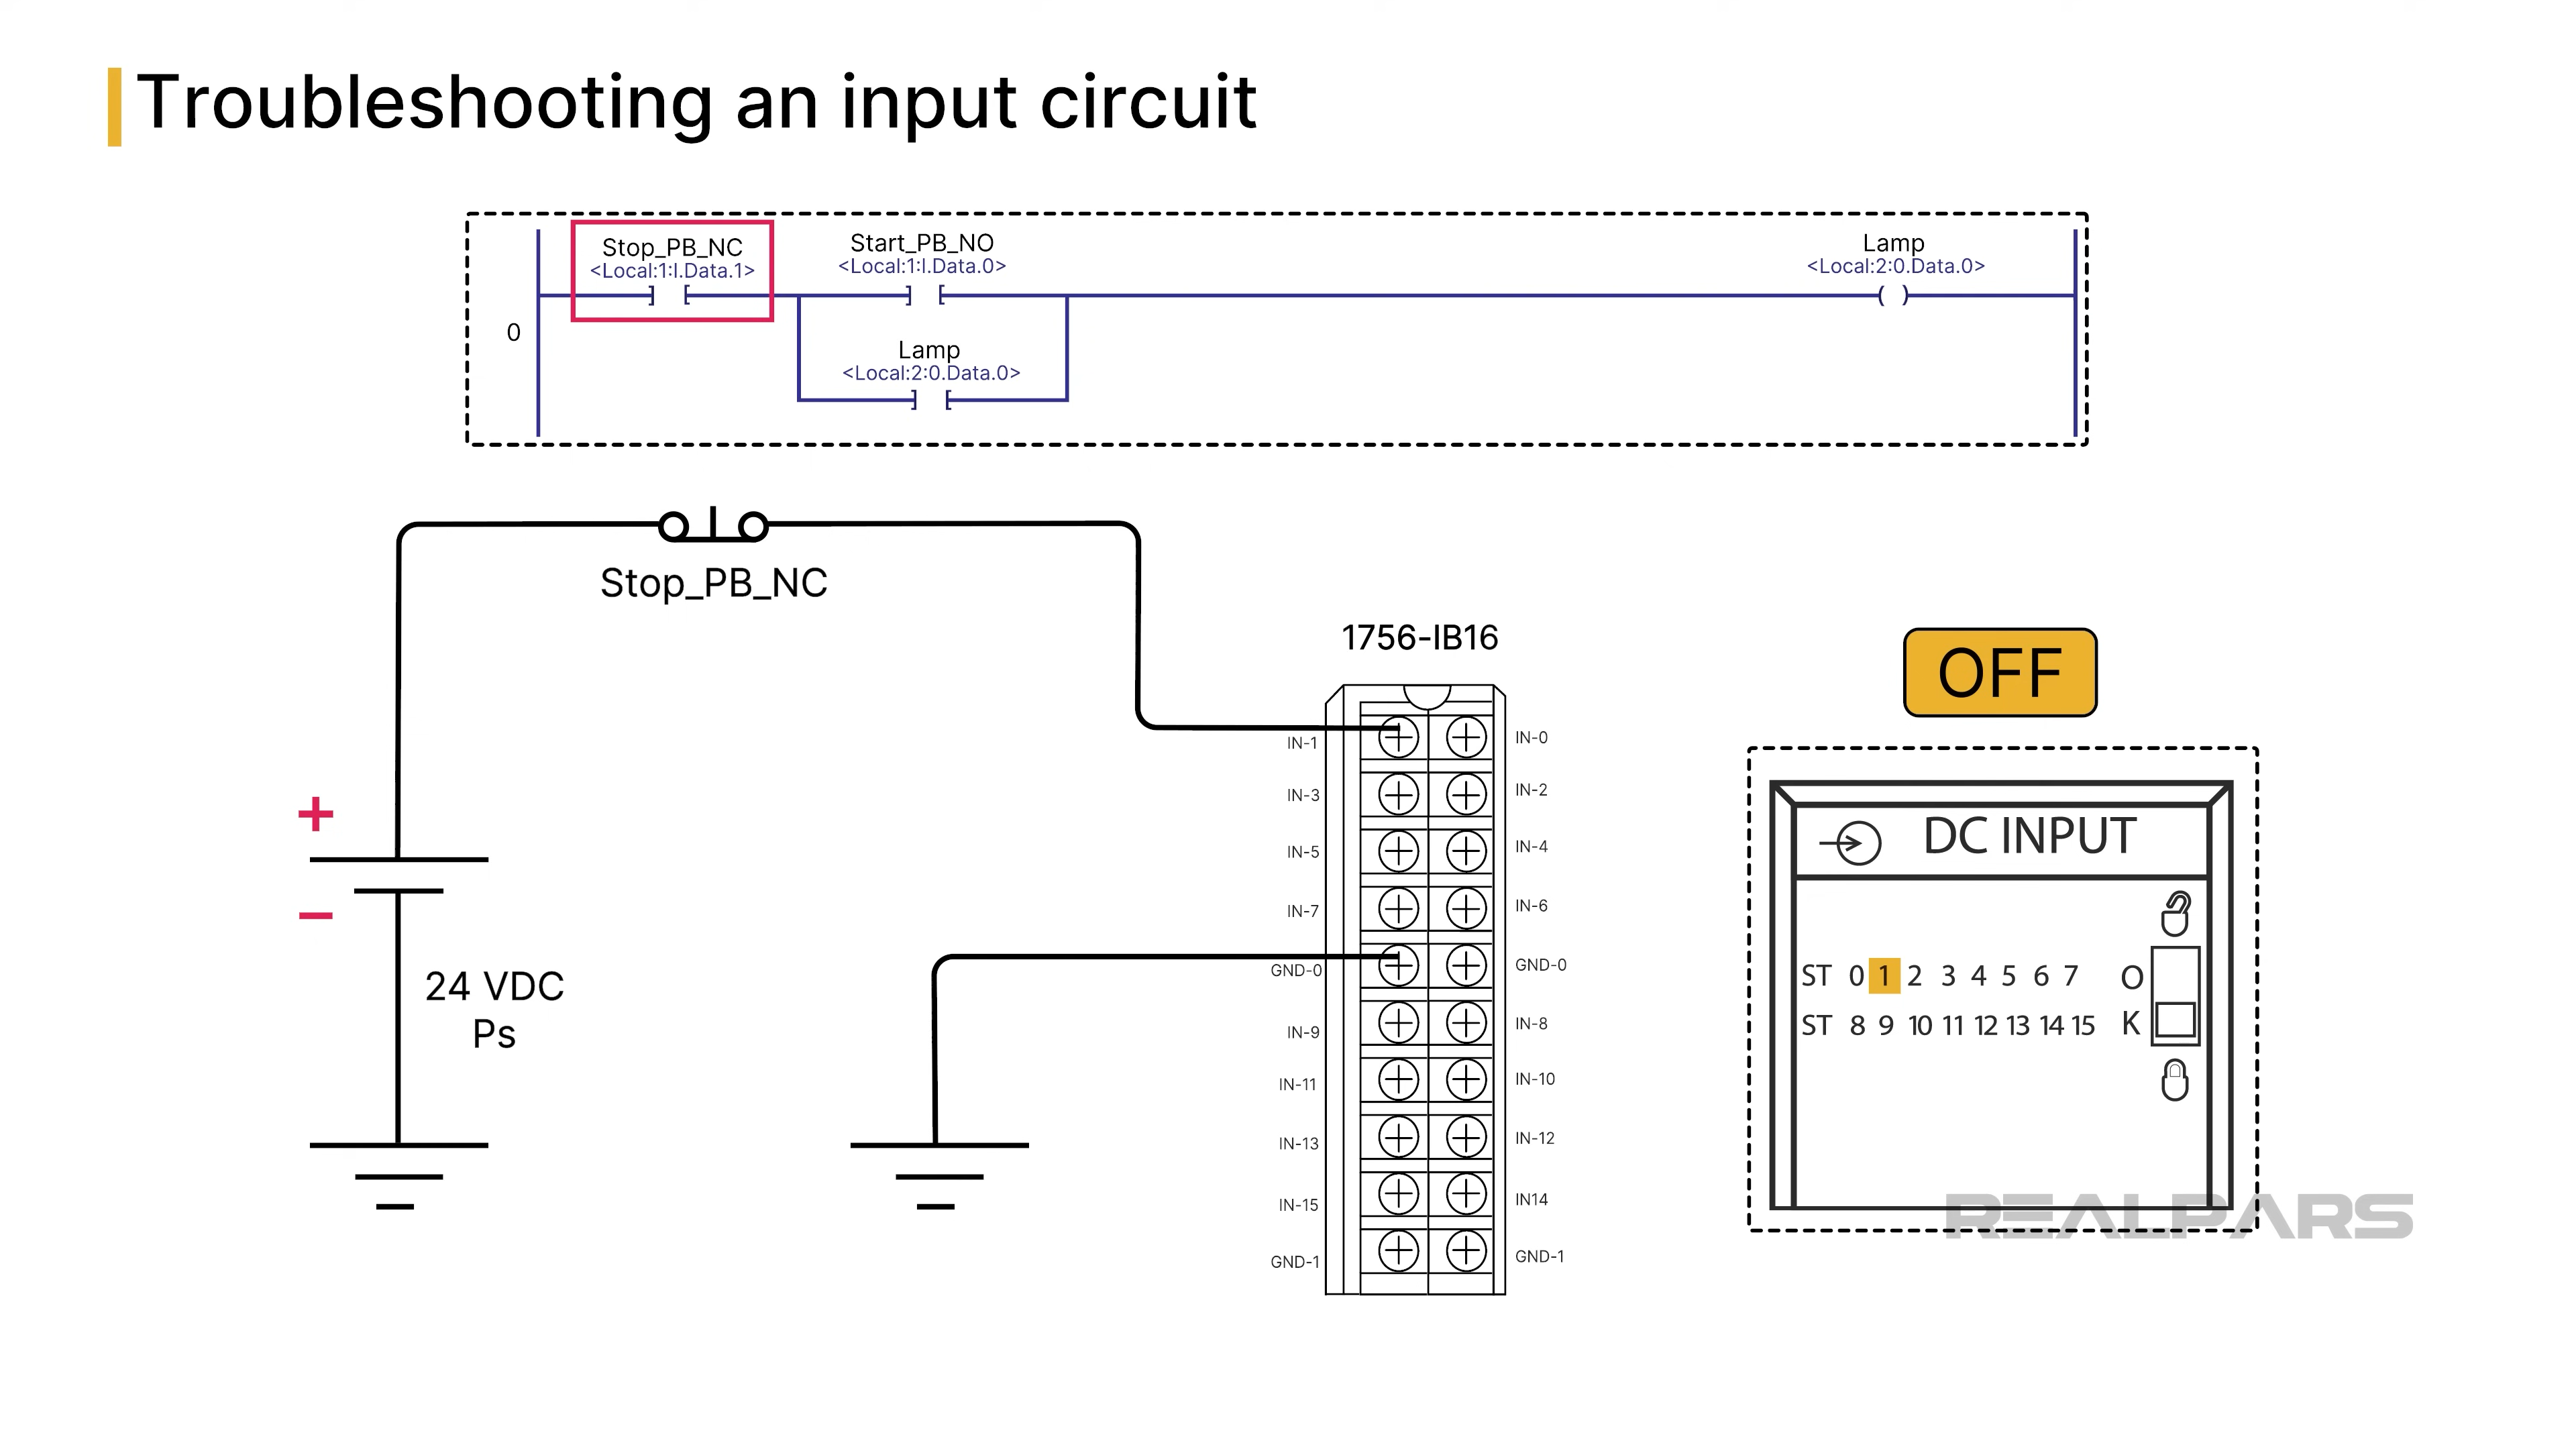 Troubleshooting an input circuit
Stop_PB_NC
<Local:1:I.Data.1>
Start_PB_NO
<Local:1:I.Data.0>
Lamp
<Local:2:0.Data.0>
0
Lamp
<Local:2:0.Data.0>
Stop_PB_NC
1756-IB16
OFF
IN-1
IN-0
IN-3
IN-2
IN-5
IN-4
IN-7
IN-6
GND-0
GND-0
IN-9
IN-8
IN-11
IN-10
IN-13
IN-12
IN-15
IN14
GND-1
GND-1
+
−
24 VDC
Ps
DC INPUT
ST 0 1 2 3 4 5 6 7 O
ST 8 9 10 11 12 13 14 15 K
REALPARS